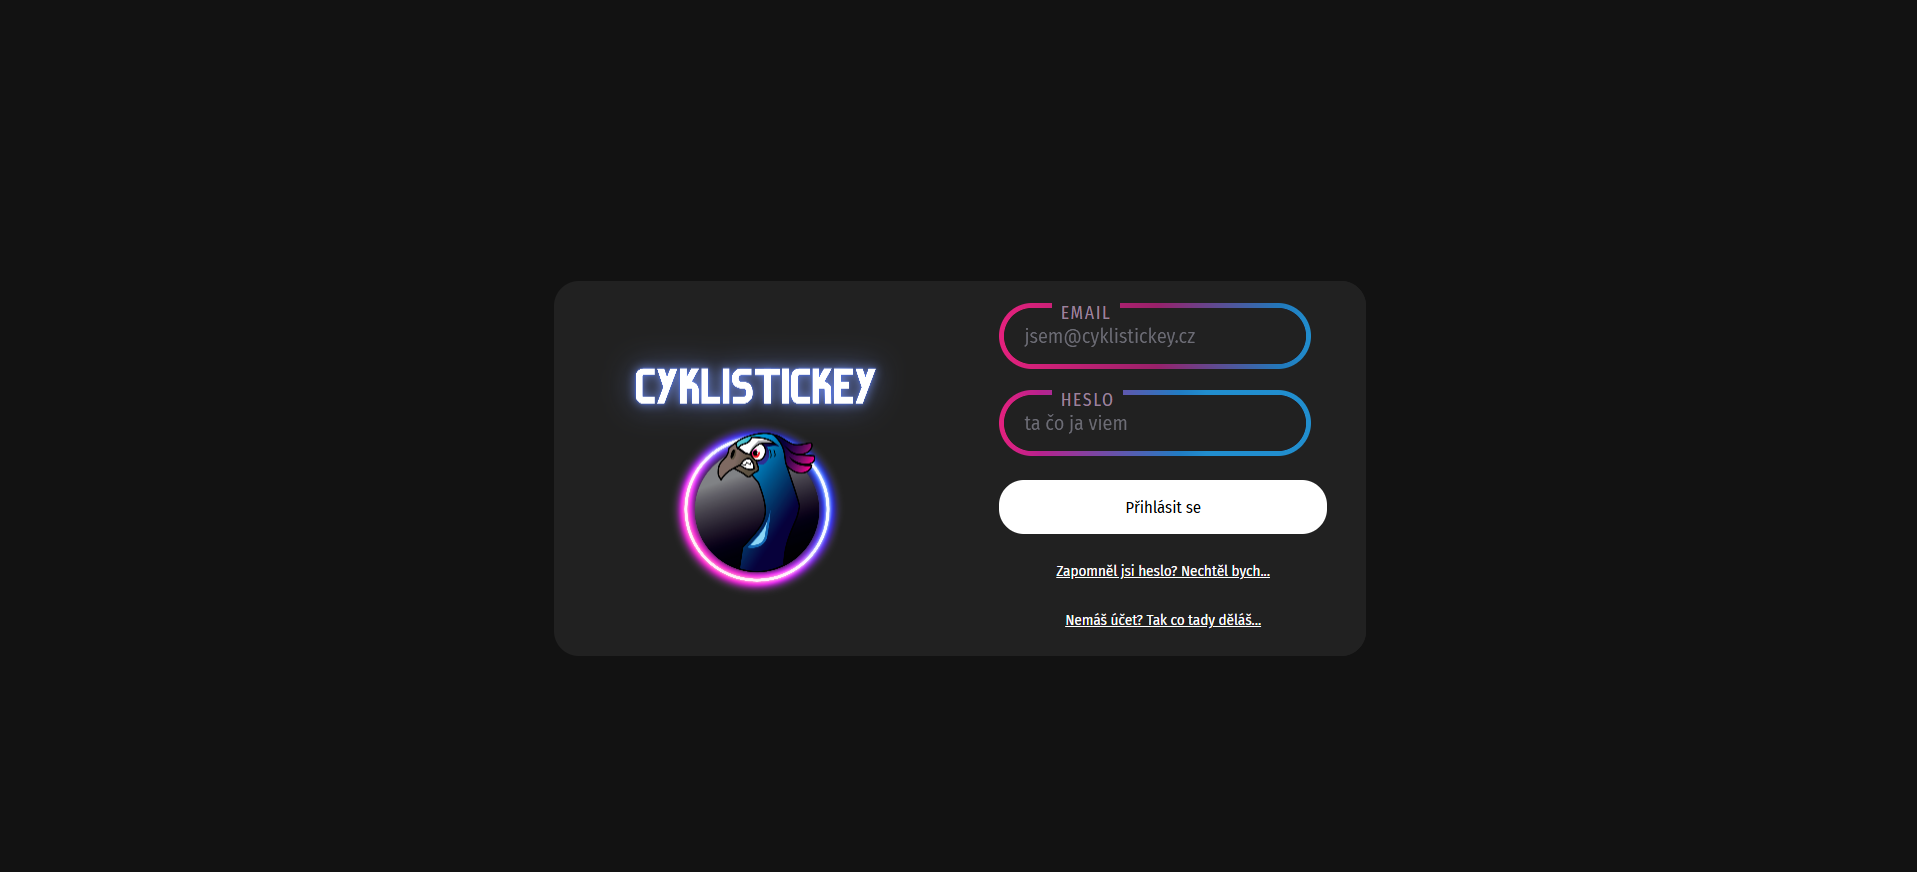 CYKLISTICKEY
EMAIL
jsem@cyklistickey.cz
HESLO
ta čo ja viem
Přihlásit se
Zapomněl jsi heslo? Nechtěl bych...
Nemáš účet? Tak co tady děláš...